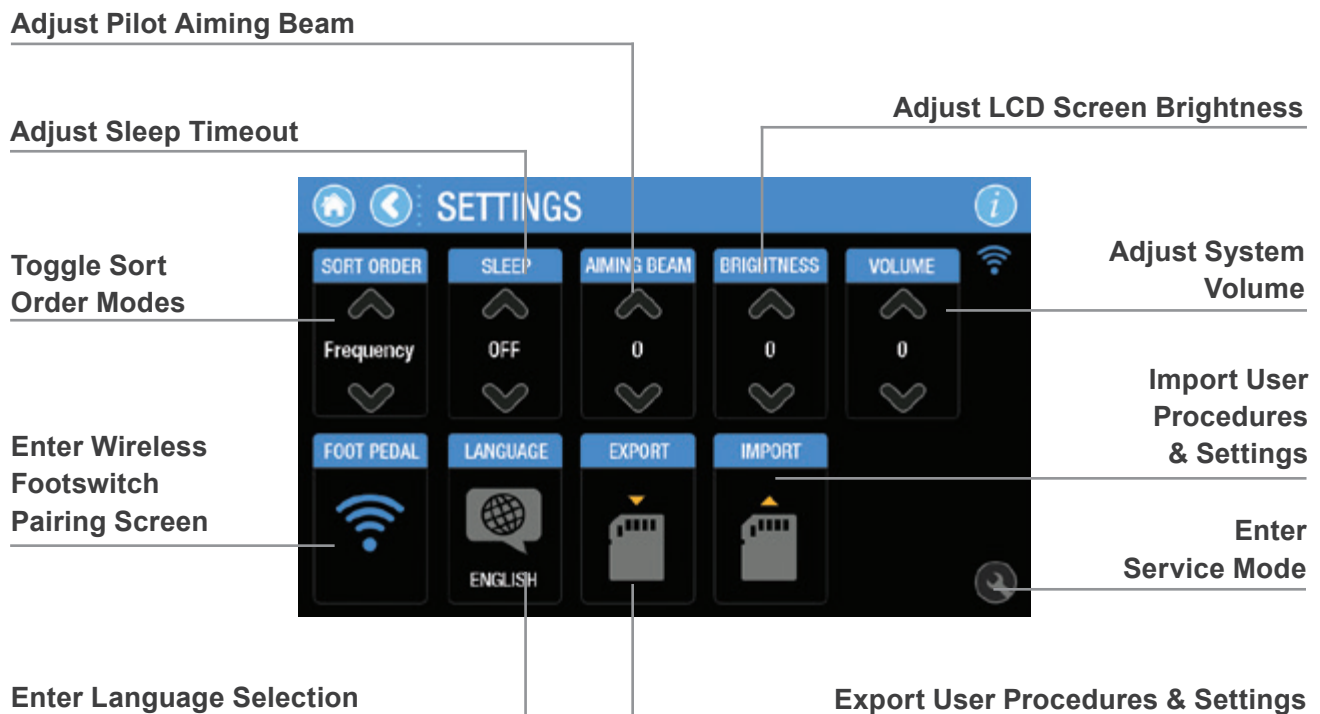 Adjust Pilot Aiming Beam
Adjust LCD Screen Brightness
Adjust Sleep Timeout
SETTINGS
i
Toggle Sort
Order Modes
SORT ORDER
SLEEP
AIMING BEAM
BRIGHTNESS
VOLUME
Adjust System
Volume
Frequency
OFF
0
0
0
Import User
Procedures
& Settings
Enter Wireless
Footswitch
Pairing Screen
FOOT PEDAL
LANGUAGE
EXPORT
IMPORT
ENGLISH
Enter
Service Mode
Enter Language Selection
Export User Procedures & Settings